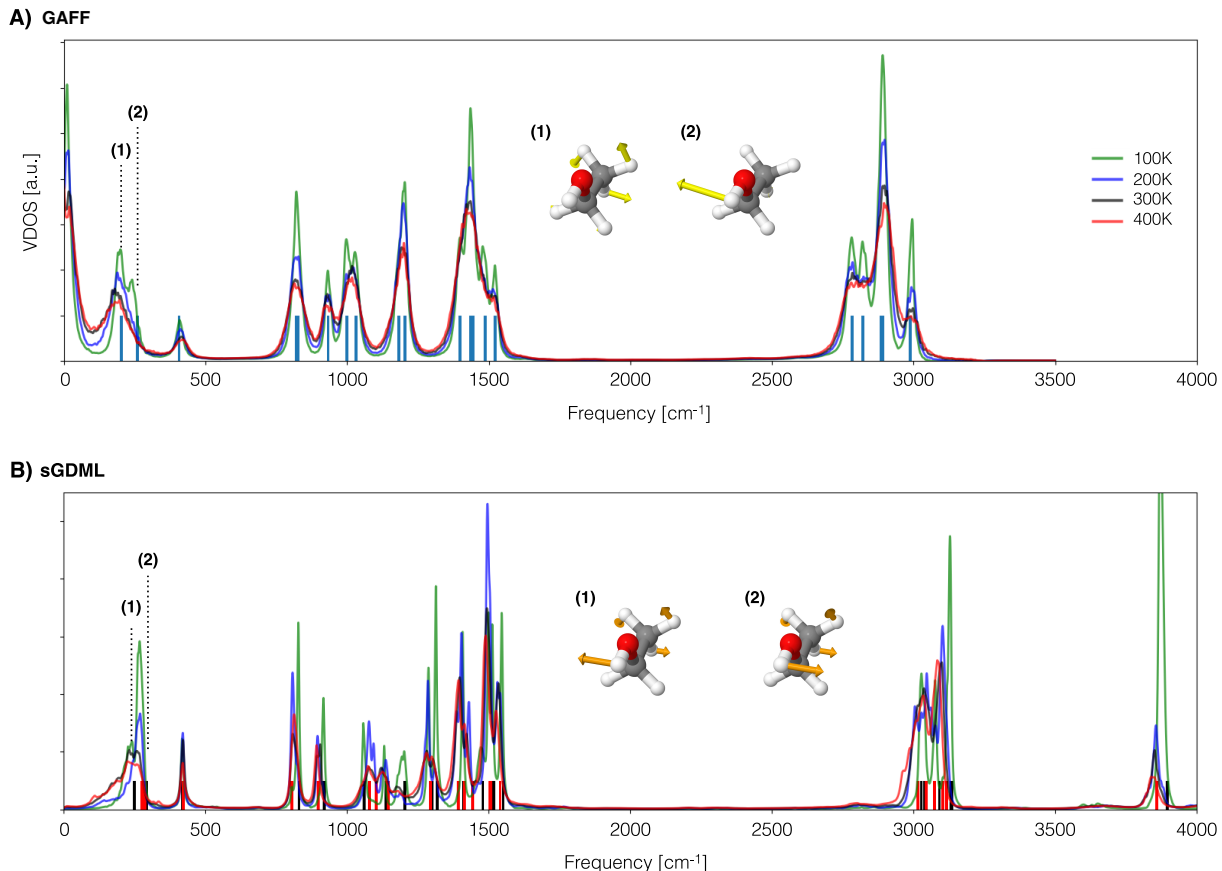 A) GAFF
(2)
(1)
(1)
(2)
VDOS [a.u.]
100K
200K
300K
400K
0 500 1000 1500 2000 2500 3000 3500 4000
Frequency [cm-1]
B) sGDML
(2)
(1)
(1)
(2)
0 500 1000 1500 2000 2500 3000 3500 4000
Frequency [cm-1]